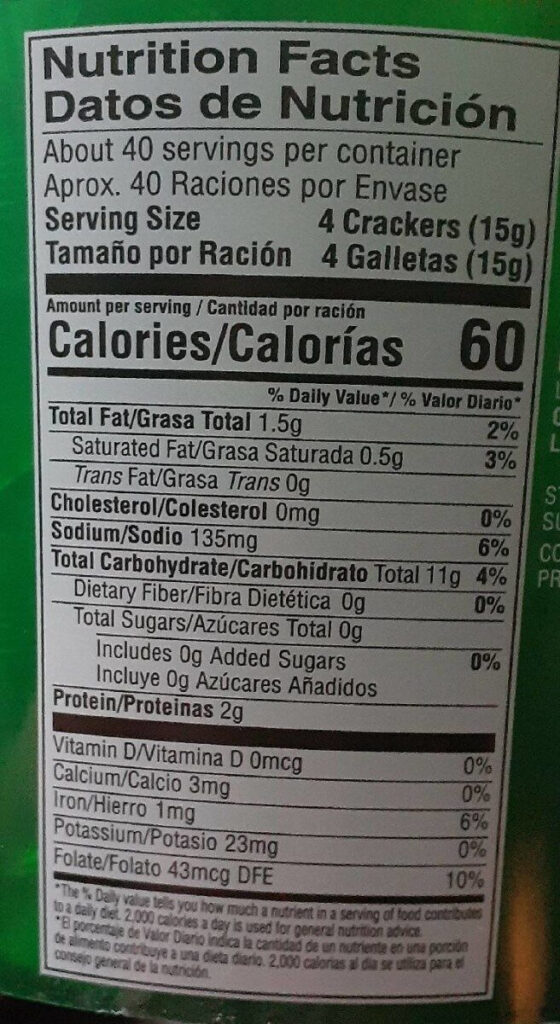 Nutrition Facts
Datos de Nutrición
About 40 servings per container
Aprox. 40 Raciones por Envase
Serving Size 4 Crackers (15g)
Tamaño por Ración 4 Galletas (15g)
Amount per serving / Cantidad por ración
Calories/Calorías 60
% Daily Value*/ % Valor Diario*
Total Fat/Grasa Total 1.5g 2%
Saturated Fat/Grasa Saturada 0.5g 3%
Trans Fat/Grasa Trans 0g
Cholesterol/Colesterol 0mg 0%
Sodium/Sodio 135mg 6%
Total Carbohydrate/Carbohidrato Total 11g 4%
Dietary Fiber/Fibra Dietética 0g 0%
Total Sugars/Azúcares Total 0g
Includes 0g Added Sugars 0%
Incluye 0g Azúcares Añadidos
Protein/Proteinas 2g
Vitamin D/Vitamina D 0mcg 0%
Calcium/Calcio 3mg 0%
Iron/Hierro 1mg 6%
Potassium/Potasio 23mg 0%
Folate/Folato 43mcg DFE 10%
*The % Daily value tells you how much a nutrient in a serving of food contributes
to a daily diet. 2,000 calories a day is used for general nutrition advice.
*El porcentaje de Valor Diario indica la cantidad de un nutriente en una porción
de alimento contribuye a una dieta diario. 2,000 calorias al dia se utiliza para el
consejo general de la nutrición.